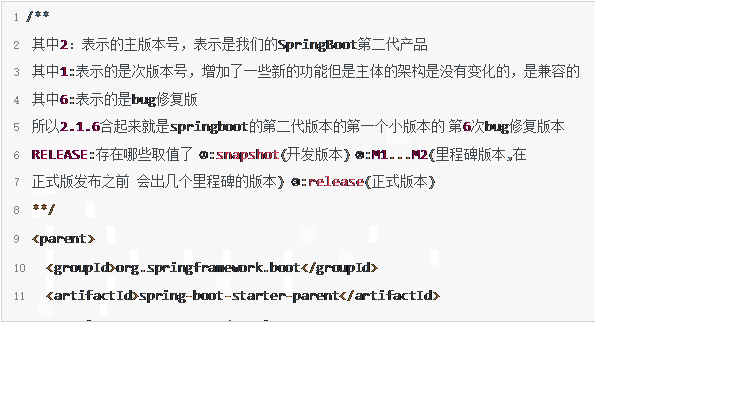 1 /**
2 其中2：表示的主版本号，表示是我们的SpringBoot第二代产品
3 其中1:表示的是次版本号，增加了一些新的功能但是主体的架构是没有变化的，是兼容的
4 其中6:表示的是bug修复版
5 所以2.1.6合起来就是springboot的第二代版本的第一个小版本的 第6次bug修复版本
6 RELEASE:存在哪些取值了 ®:snapshot(开发版本) ®:M1...M2(里程碑版本,在
7 正式版发布之前 会出几个里程碑的版本) ®:release(正式版本)
8 **/
9 <parent>
10 <groupId>org.springframework.boot</groupId>
11 <artifactId>spring-boot-starter-parent</artifactId>